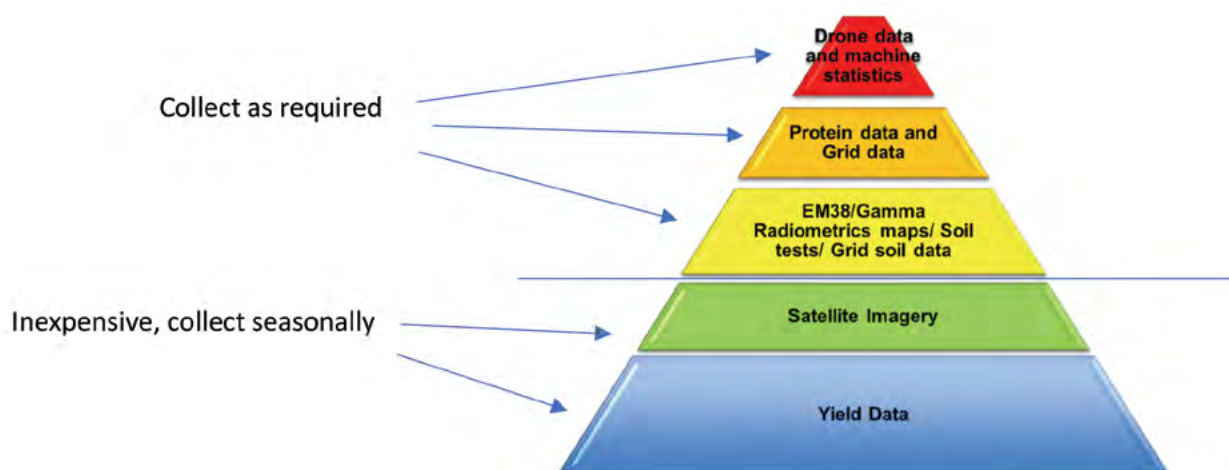 Drone data
and machine
statistics
Collect as required
Protein data and
Grid data
EM38/Gamma
Radiometrics maps/ Soil
tests/ Grid soil data
Inexpensive, collect seasonally
Satellite Imagery
Yield Data